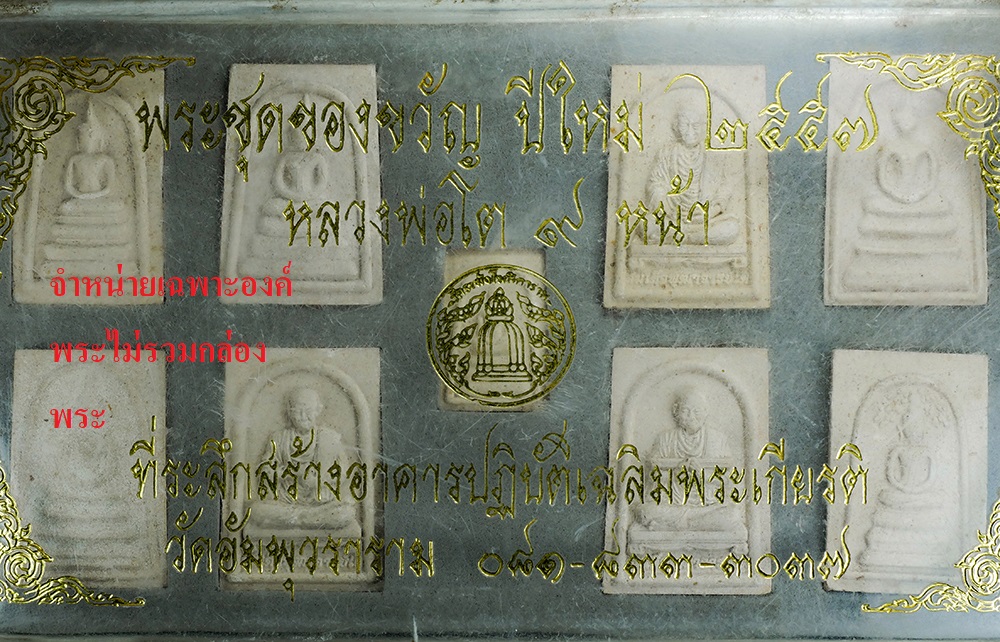 พระชุดของขวัญ ปีใหม่ ๒๕๕๗
หลวงพ่อโต ๙ หน้า
จำหน่ายเฉพาะองค์
พระไม่รวมกล่อง
พระ
ที่ระลึกสร้างอาคารปฏิบัติเฉลิมพระเกียรติ
วัดอัมพุวราราม ๐๘๑-๘๓๓-๓๐๓๗